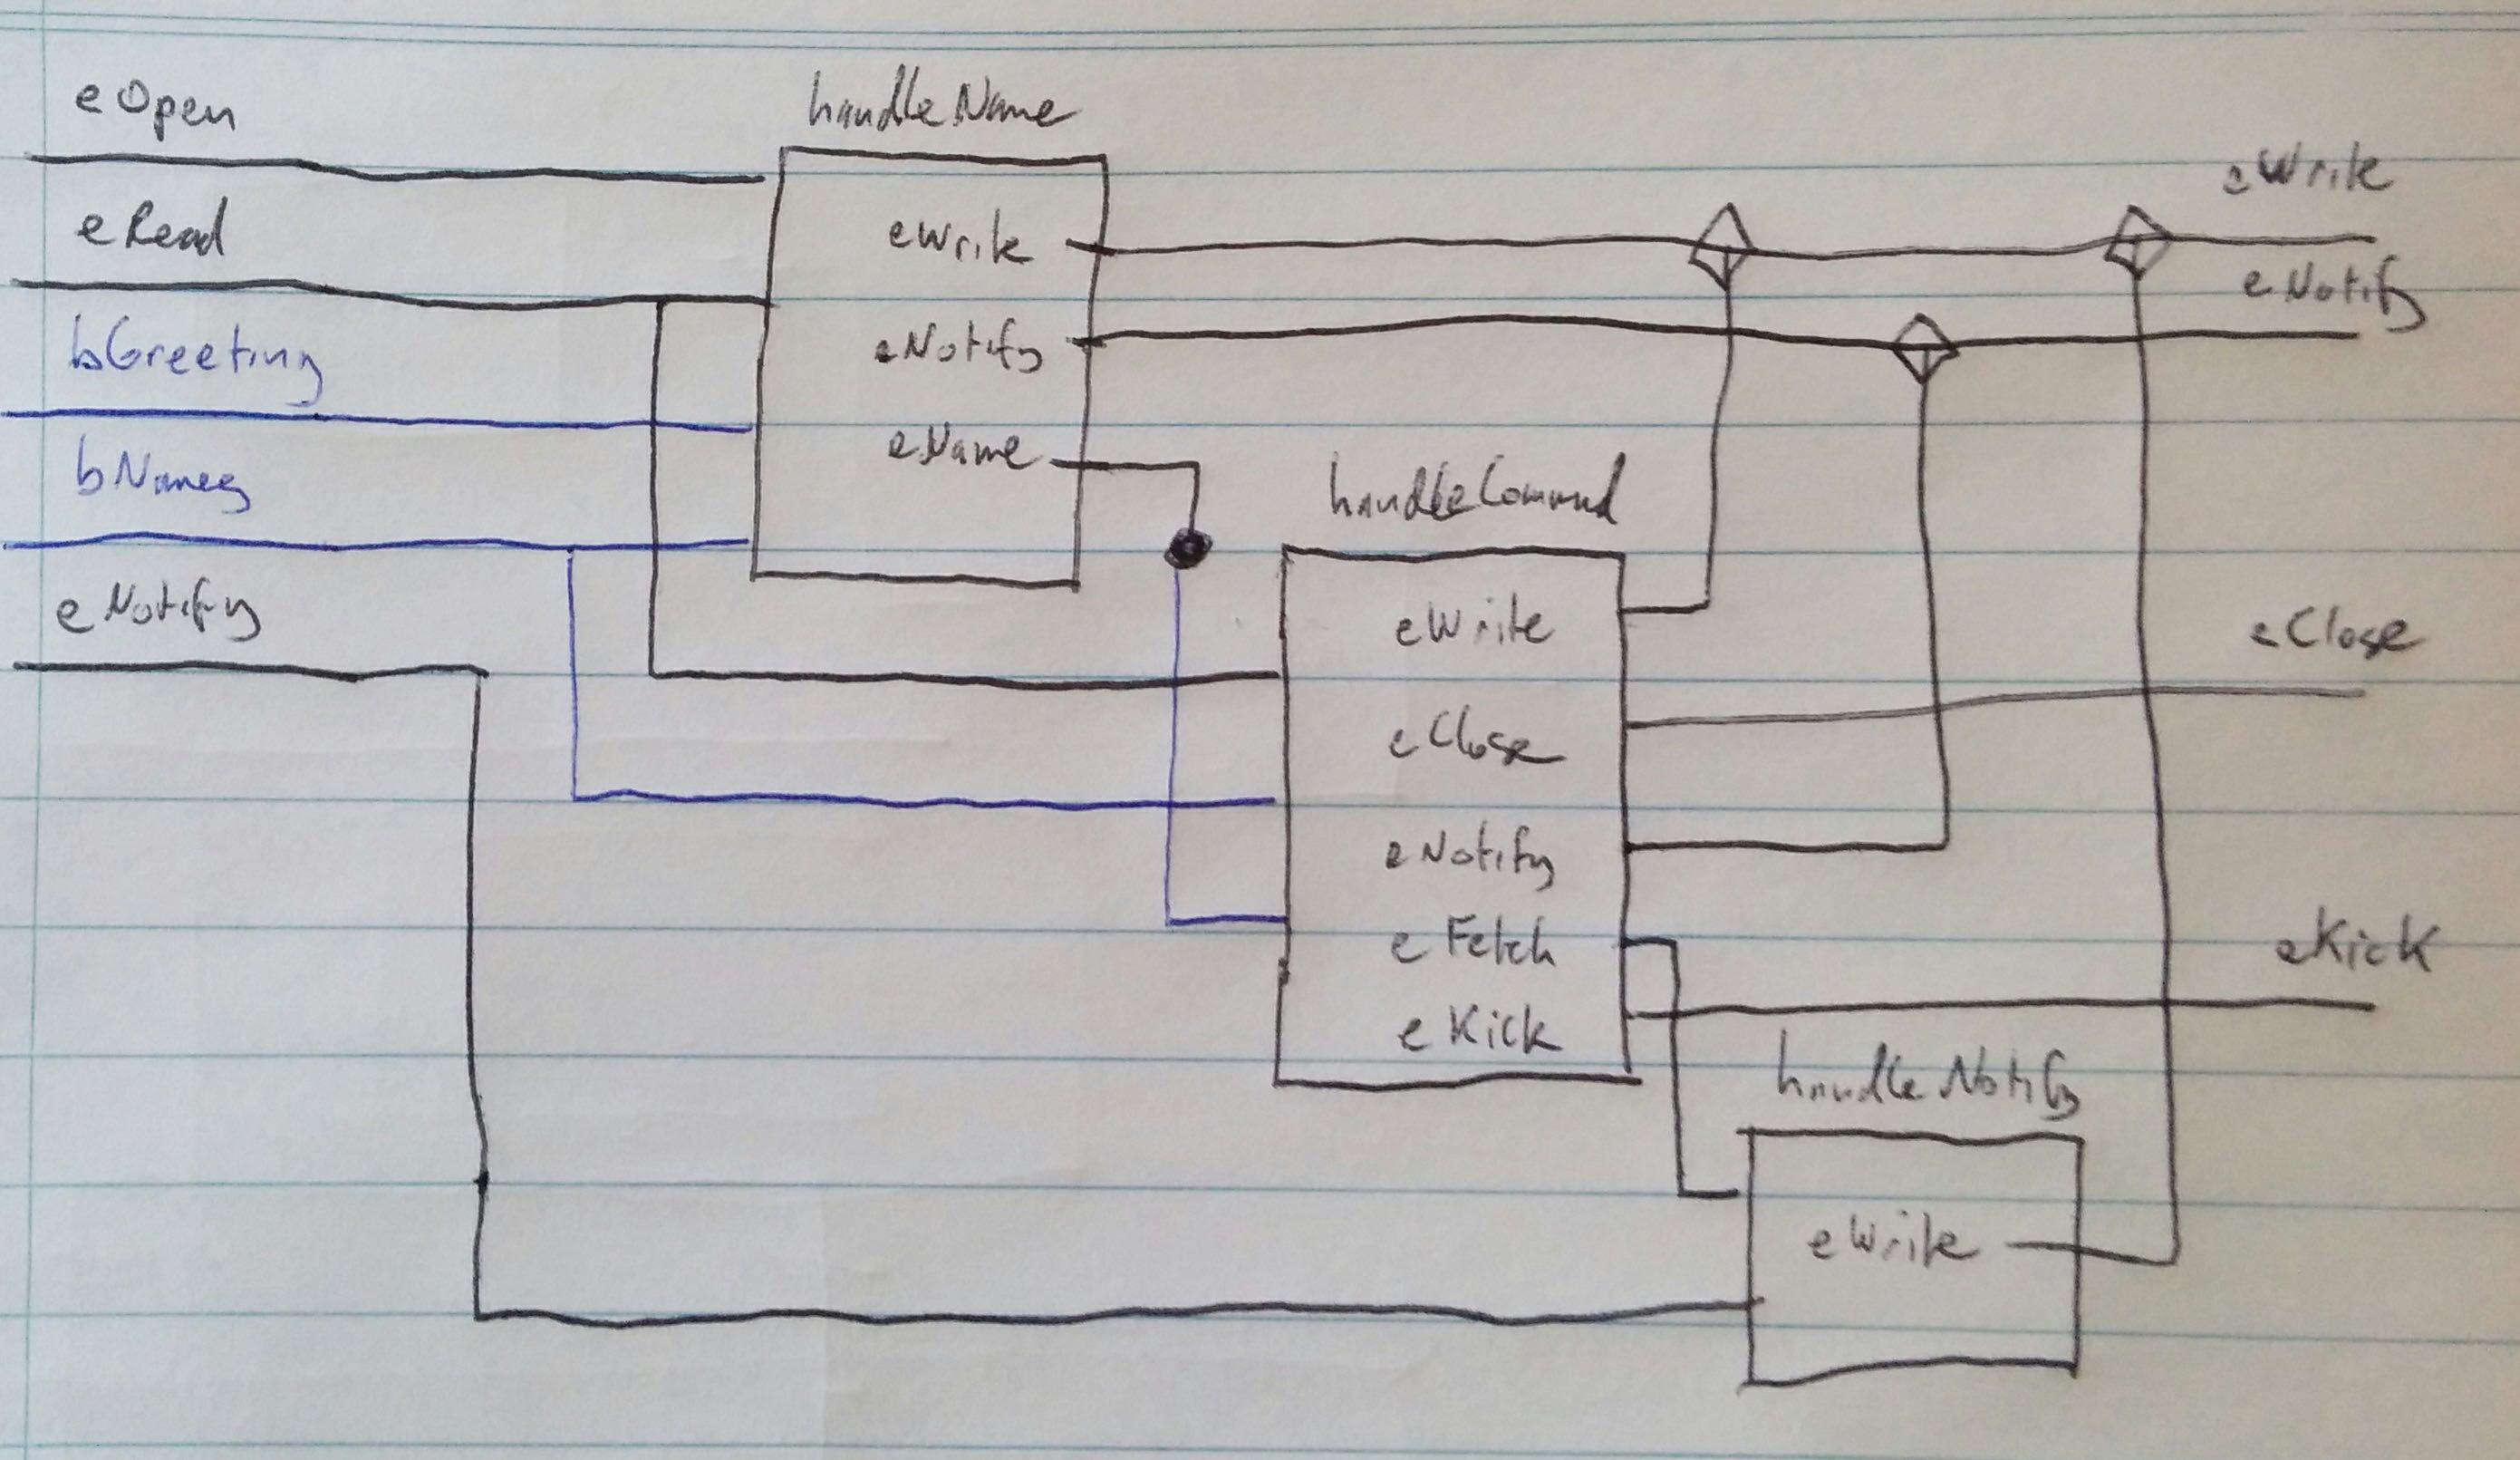 eOpen
handleName
eWrite
eRead
eWrite
eNotify
bGreeting
eNotify
bNames
eName
handleCommand
eNotify
eWrite
eClose
eClose
eNotify
eFetch
eKick
eKick
handleNotify
eWrite